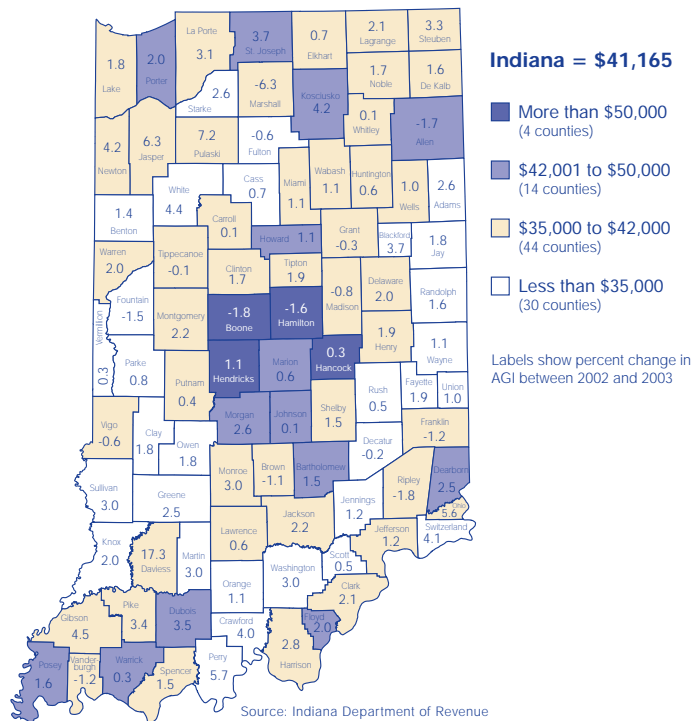 Indiana = $41,165
More than $50,000
(4 counties)
$42,001 to $50,000
(14 counties)
$35,000 to $42,000
(44 counties)
Less than $35,000
(30 counties)
Labels show percent change in
AGI between 2002 and 2003
1.8
Lake
2.0
Porter
La Porte
3.1
3.7
St. Joseph
0.7
Elkhart
2.1
Lagrange
3.3
Steuben
2.6
Starke
-6.3
Marshall
Kosciusko
4.2
1.7
Noble
1.6
De Kalb
4.2
Newton
6.3
Jasper
7.2
Pulaski
-0.6
Fulton
0.1
Whitley
-1.7
Allen
White
4.4
Cass
0.7
Miami
1.1
Wabash
1.1
Huntington
0.6
1.0
Wells
2.6
Adams
1.4
Benton
Carroll
0.1
Howard 1.1
Grant
-0.3
Blackford
3.7
1.8
Jay
Warren
2.0
Tippecanoe
-0.1
Clinton
1.7
Tipton
1.9
-0.8
Madison
Delaware
2.0
Randolph
1.6
Fountain
-1.5
Montgomery
2.2
-1.8
Boone
-1.6
Hamilton
1.9
Henry
1.1
Wayne
Vermillion
0.3
Parke
0.8
Putnam
0.4
1.1
Hendricks
Marion
0.6
0.3
Hancock
Rush
0.5
Fayette
1.9
Union
1.0
Vigo
-0.6
Clay
1.8
Owen
1.8
Morgan
2.6
Johnson
0.1
Shelby
1.5
Decatur
-0.2
Franklin
-1.2
Sullivan
3.0
Greene
2.5
Monroe
3.0
Brown
-1.1
Bartholomew
1.5
Jennings
1.2
Ripley
-1.8
Dearborn
2.5
Ohio
5.6
Switzerland
4.1
Knox
2.0
17.3
Daviess
Martin
3.0
Lawrence
0.6
Jackson
2.2
Jefferson
1.2
Scott
0.5
Orange
1.1
Washington
3.0
Clark
2.1
Gibson
4.5
Pike
3.4
Dubois
3.5
Crawford
4.0
Floyd
2.0
2.8
Harrison
Posey
1.6
Vander-
burgh
-1.2
Warrick
0.3
Spencer
1.5
Perry
5.7
Source: Indiana Department of Revenue